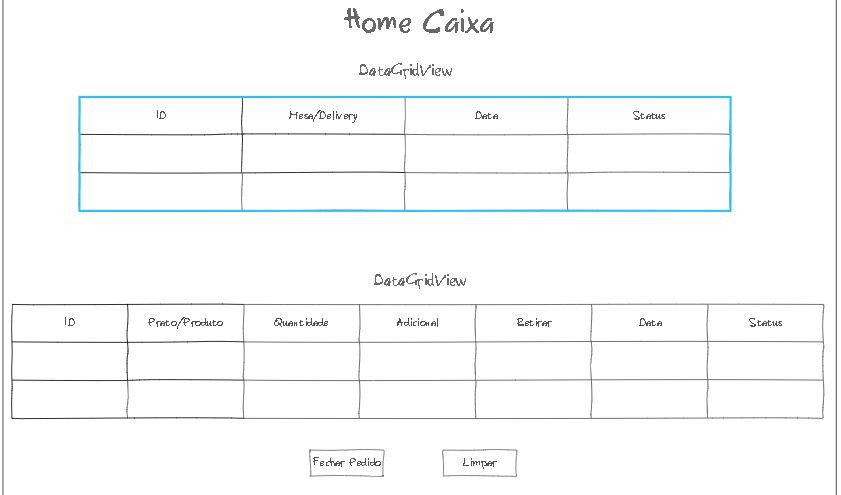 Home Caixa
DataGridView
ID Mesa/Delivery Data Status
DataGridView
ID Prato/Produto Quantidade Adicional Retirar Data Status
Fechar Pedido Limpar